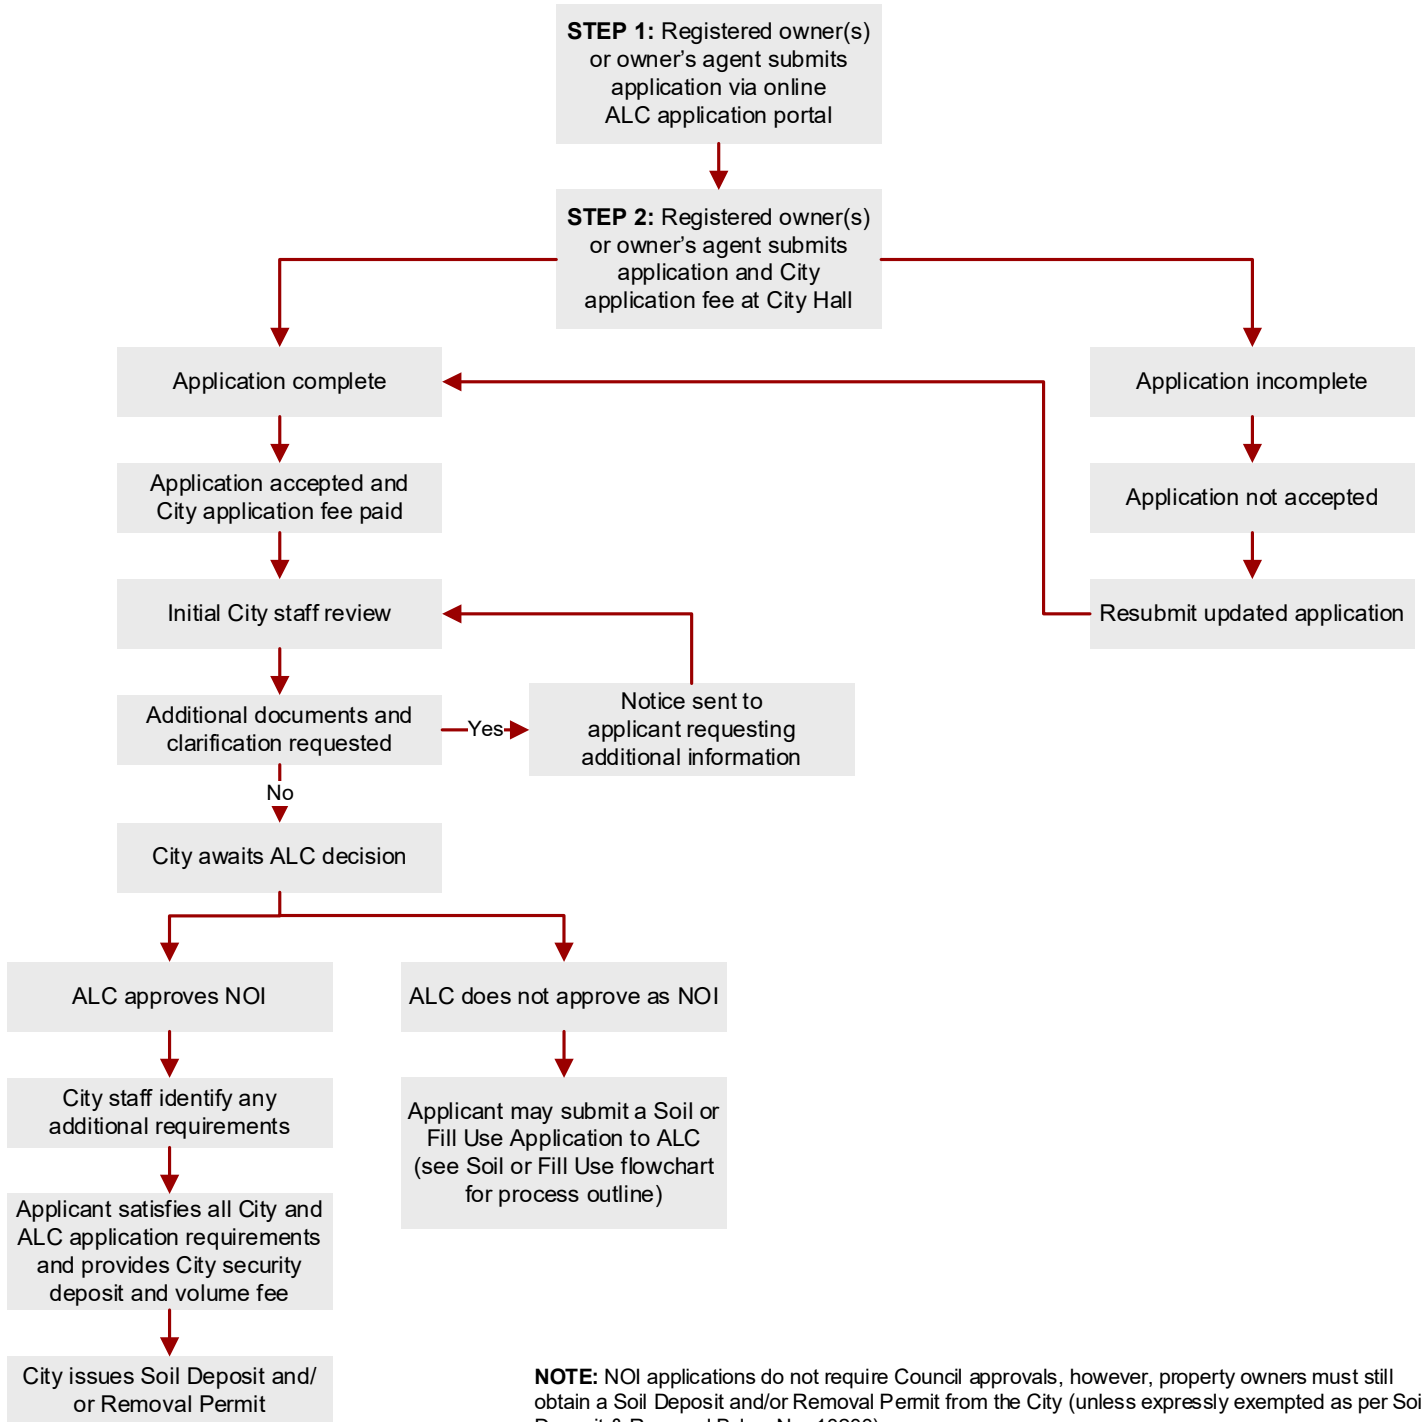 STEP 1: Registered owner(s)
or owner's agent submits
application via online
ALC application portal
STEP 2: Registered owner(s)
or owner's agent submits
application and City
application fee at City Hall
Application complete
Application incomplete
Application accepted and
City application fee paid
Application not accepted
Initial City staff review
Resubmit updated application
Additional documents and
clarification requested
Yes
Notice sent to
applicant requesting
additional information
No
City awaits ALC decision
ALC approves NOI
ALC does not approve as NOI
City staff identify any
additional requirements
Applicant may submit a Soil or
Fill Use Application to ALC
(see Soil or Fill Use flowchart
for process outline)
Applicant satisfies all City and
ALC application requirements
and provides City security
deposit and volume fee
City issues Soil Deposit and/
or Removal Permit
NOTE: NOI applications do not require Council approvals, however, property owners must still
obtain a Soil Deposit and/or Removal Permit from the City (unless expressly exempted as per Soi